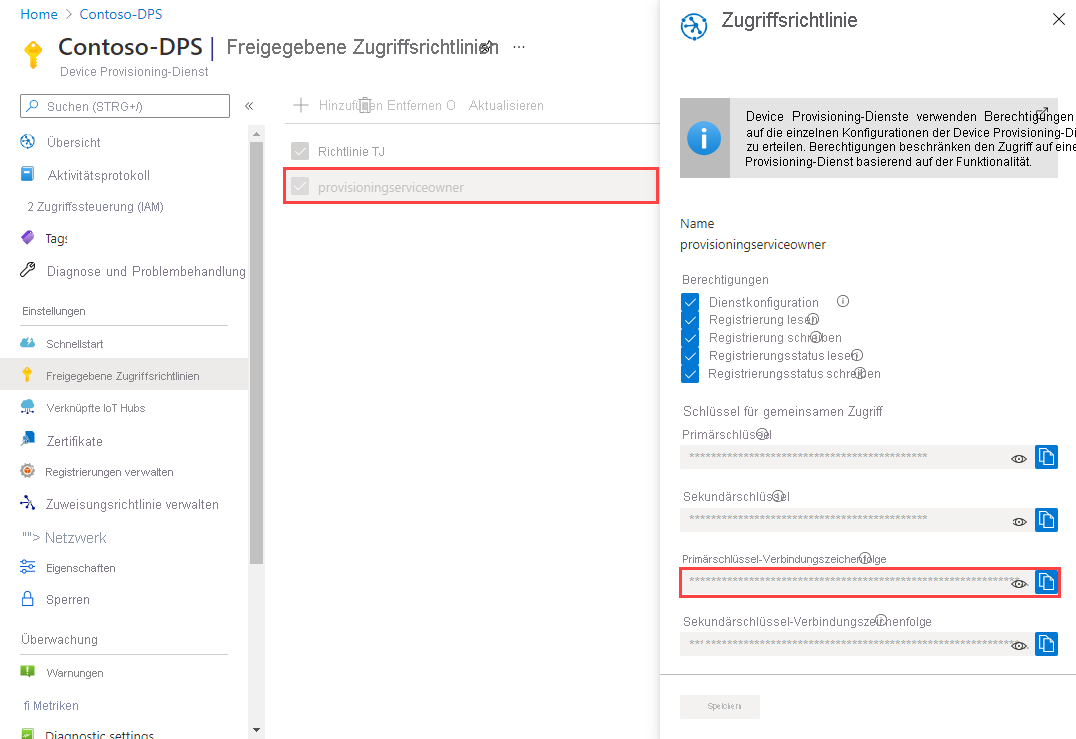 Home > Contoso-DPS
Contoso-DPS | Freigegebene Zugriffsrichtlinien ...
Device Provisioning-Dienst
Suchen (STRG+/) «
Übersicht
Aktivitätsprotokoll
2 Zugriffssteuerung (IAM)
Tags
Diagnose und Problembehandlung
Einstellungen
Schnellstart
Freigegebene Zugriffsrichtlinien
Verknüpfte IoT Hubs
Zertifikate
Registrierungen verwalten
Zuweisungsrichtlinie verwalten
""> Netzwerk
Eigenschaften
Sperren
Überwachung
Warnungen
fi Metriken
Diagnostic settings
Hinzufügen Entfernen O Aktualisieren
Richtlinie TJ
provisioningserviceowner
Zugriffsrichtlinie
Device Provisioning-Dienste verwenden Berechtigungen
auf die einzelnen Konfigurationen der Device Provisioning-Di
zu erteilen. Berechtigungen beschränken den Zugriff auf eine
Provisioning-Dienst basierend auf der Funktionalität.
Name
provisioningserviceowner
Berechtigungen
Dienstkonfiguration
Registrierung lesen
Registrierung schreiben
Registrierungsstatus lesen
Registrierungsstatus schreiben
Schlüssel für gemeinsamen Zugriff
Primärschlüssel
Sekundärschlüssel
Primärschlüssel-Verbindungszeichenfolge
Sekundärschlüssel-Verbindungszeichenfolge
Speichern